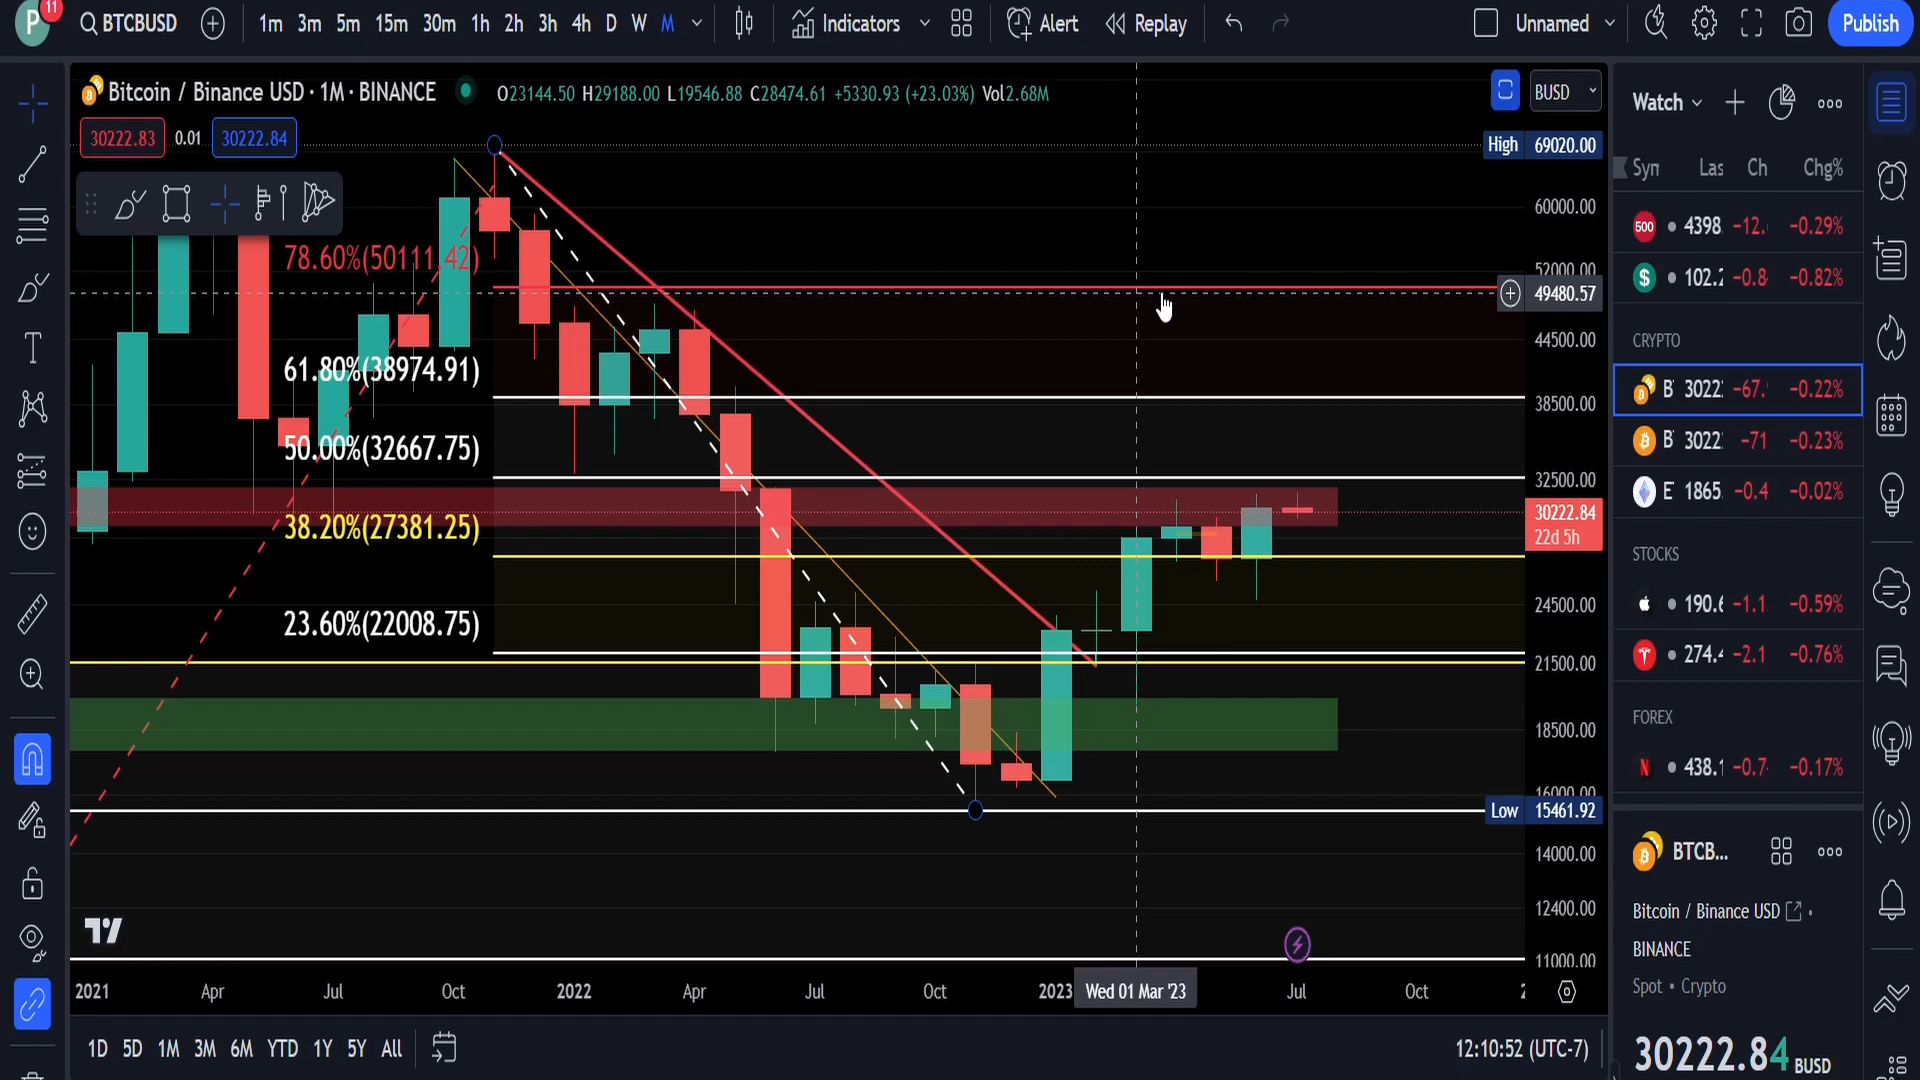 P 11 BTCBUSD 1m 3m 5m 15m 30m 1h 2h 3h 4h D W M Indicators Alert Replay Unnamed Publish
Bitcoin / Binance USD · 1M · BINANCE O23144.50 H29188.00 L19546.88 C28474.61 +5330.93 (+23.03%) Vol2.68M BUSD
30222.83 0.01 30222.84
High 69020.00
60000.00
78.60%(50111.42)
52000.00
49480.57
44500.00
61.80%(38974.91)
38500.00
50.00%(32667.75)
32500.00
30222.84
22d 5h
38.20%(27381.25)
24500.00
23.60%(22008.75)
21500.00
18500.00
16000.00
Low 15461.92
14000.00
12400.00
11000.00
2021 Apr Jul Oct 2022 Apr Jul Oct 2023 Wed 01 Mar '23 Jul Oct
1D 5D 1M 3M 6M YTD 1Y 5Y All 12:10:52 (UTC-7)
Watch
Syn Las Ch Chg%
500 4398. -12. -0.29%
$ 102.2 -0.8 -0.82%
CRYPTO
B 3022 -67. -0.22%
B 3022 -71 -0.23%
E 1865. -0.4 -0.02%
STOCKS
190.6 -1.1 -0.59%
274.4 -2.1 -0.76%
FOREX
N 438.1 -0.7 -0.17%
BTCB...
Bitcoin / Binance USD
BINANCE
Spot • Crypto
30222.84 BUSD